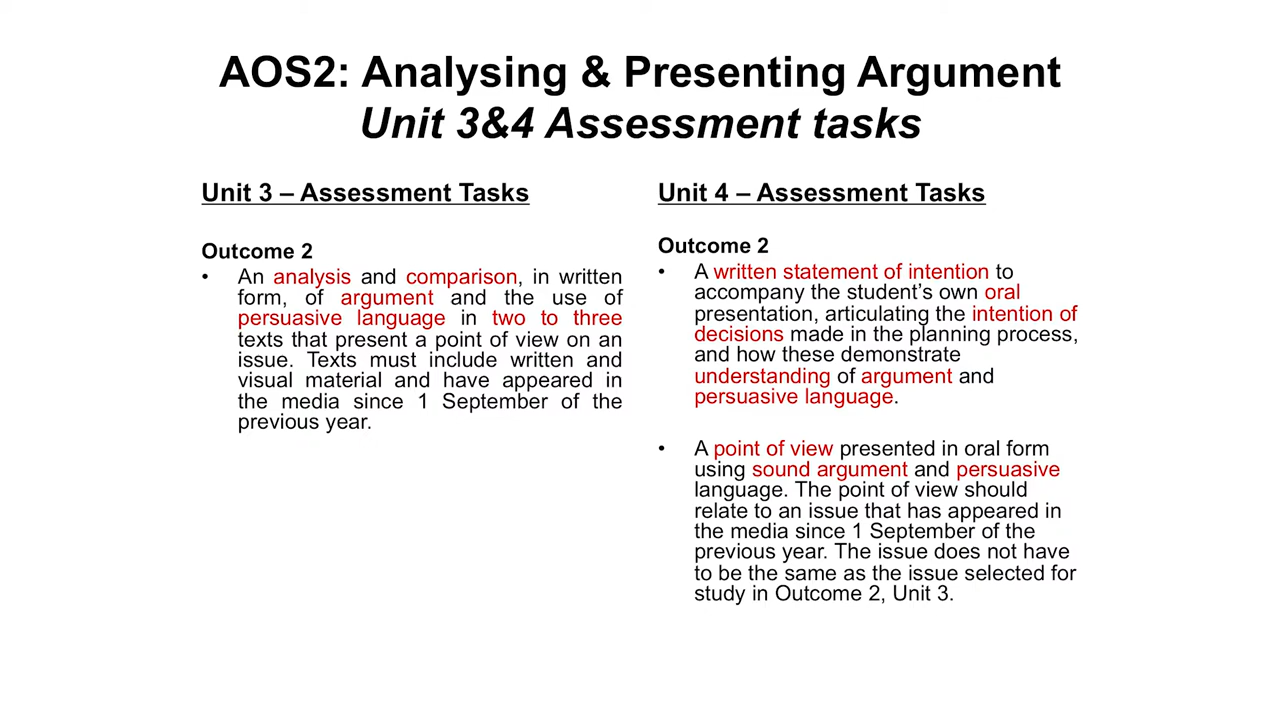 AOS2: Analysing & Presenting Argument
Unit 3&4 Assessment tasks
Unit 3 – Assessment Tasks
Outcome 2
• An analysis and comparison, in written
form, of argument and the use of
persuasive language in two to three
texts that present a point of view on an
issue. Texts must include written and
visual material and have appeared in
the media since 1 September of the
previous year.
Unit 4 – Assessment Tasks
Outcome 2
• A written statement of intention to
accompany the student’s own oral
presentation, articulating the intention of
decisions made in the planning process,
and how these demonstrate
understanding of argument and
persuasive language.
• A point of view presented in oral form
using sound argument and persuasive
language. The point of view should
relate to an issue that has appeared in
the media since 1 September of the
previous year. The issue does not have
to be the same as the issue selected for
study in Outcome 2, Unit 3.